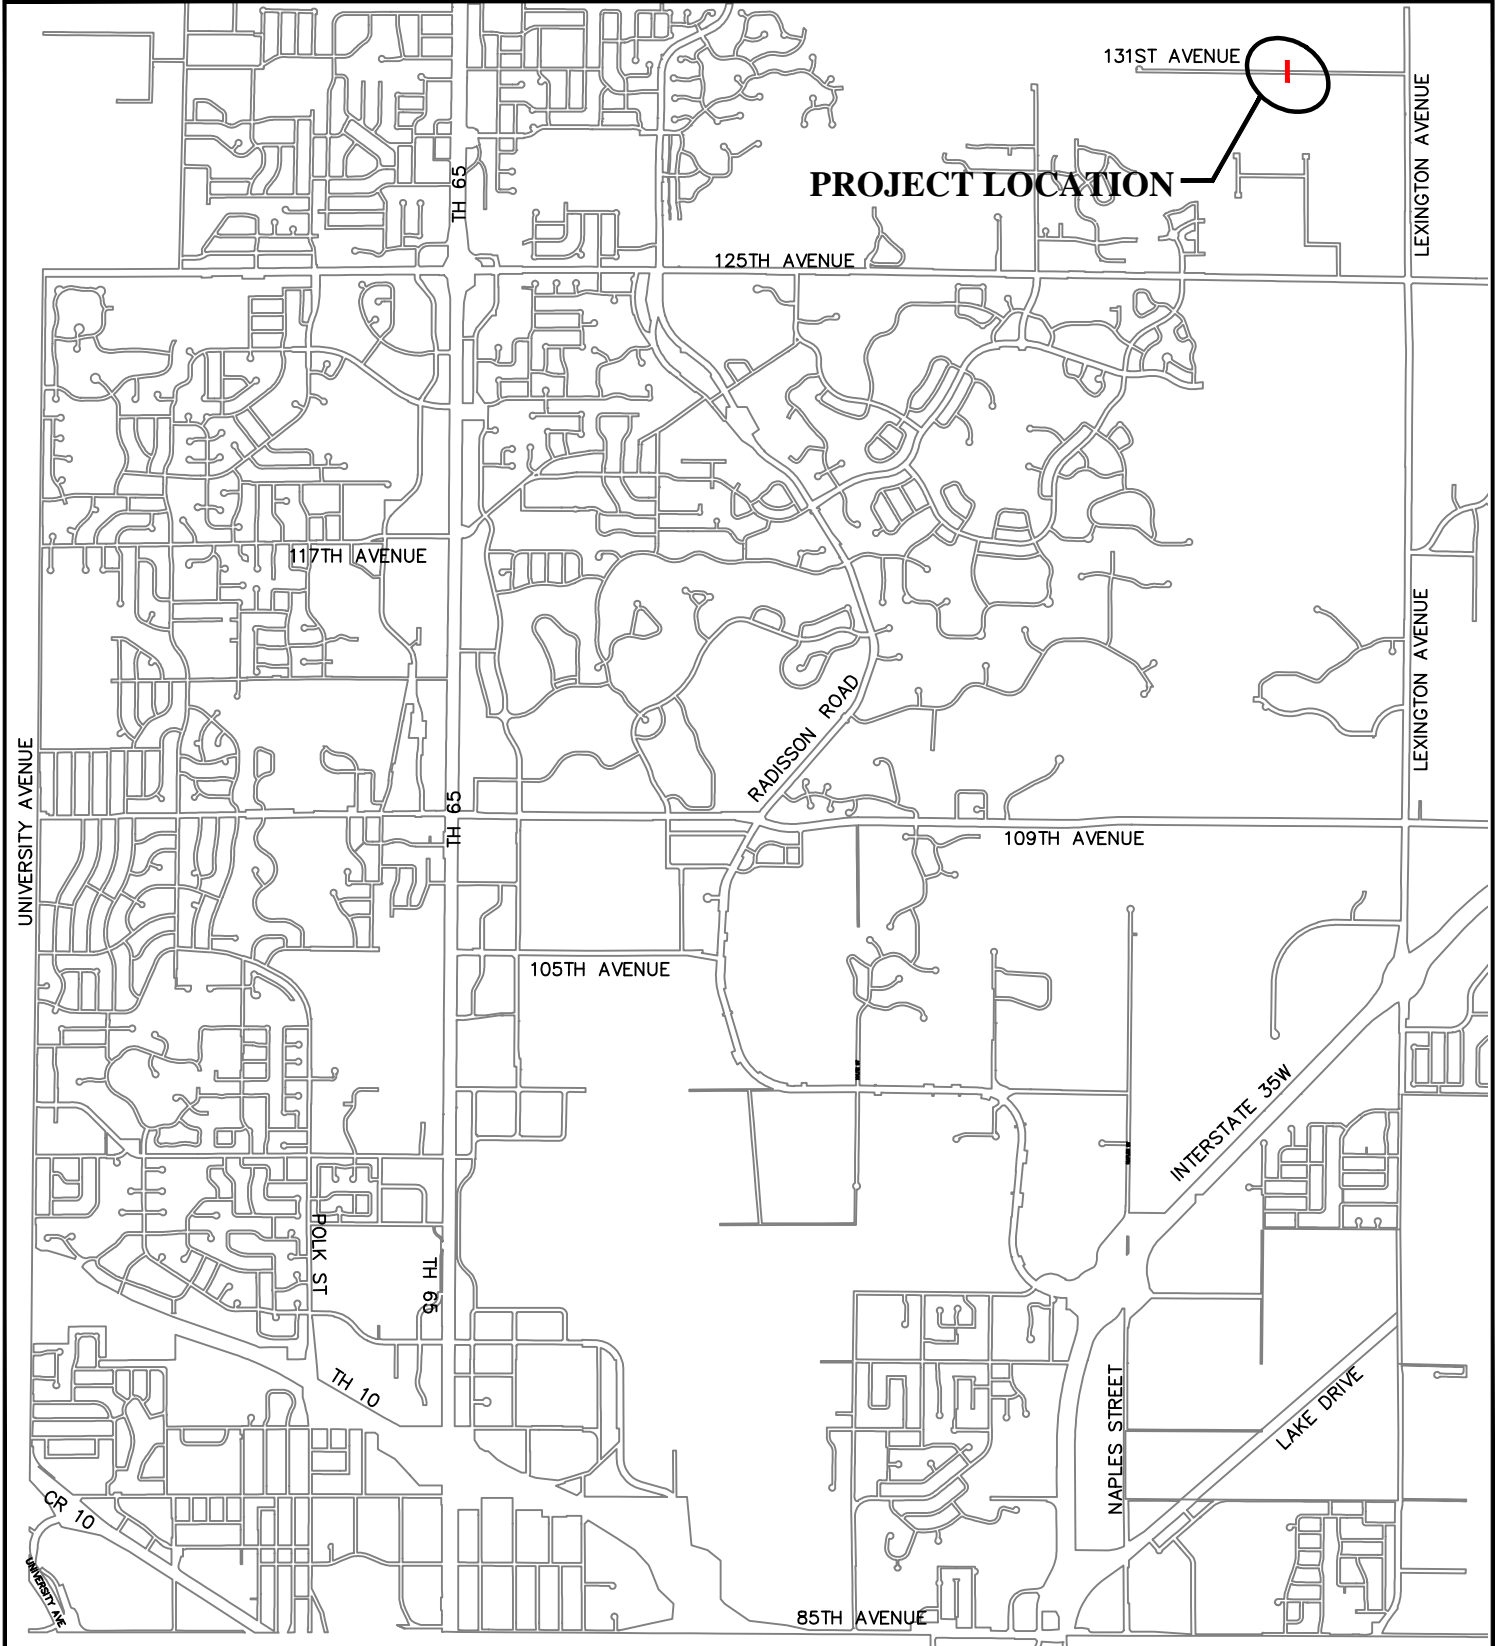 131ST AVENUE
LEXINGTON AVENUE
TH 65
PROJECT LOCATION
125TH AVENUE
117TH AVENUE
LEXINGTON AVENUE
RADISSON ROAD
UNIVERSITY AVENUE
TH 65
109TH AVENUE
105TH AVENUE
INTERSTATE 35W
POLK ST
TH 65
TH 10
NAPLES STREET
LAKE DRIVE
CR 10
UNIVERSITY AVE
85TH AVENUE